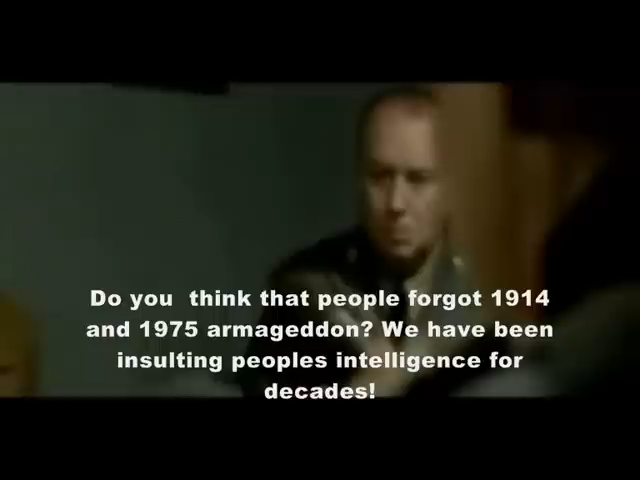 Do you  think that people forgot 1914
and 1975 armageddon? We have been
insulting peoples intelligence for
decades!